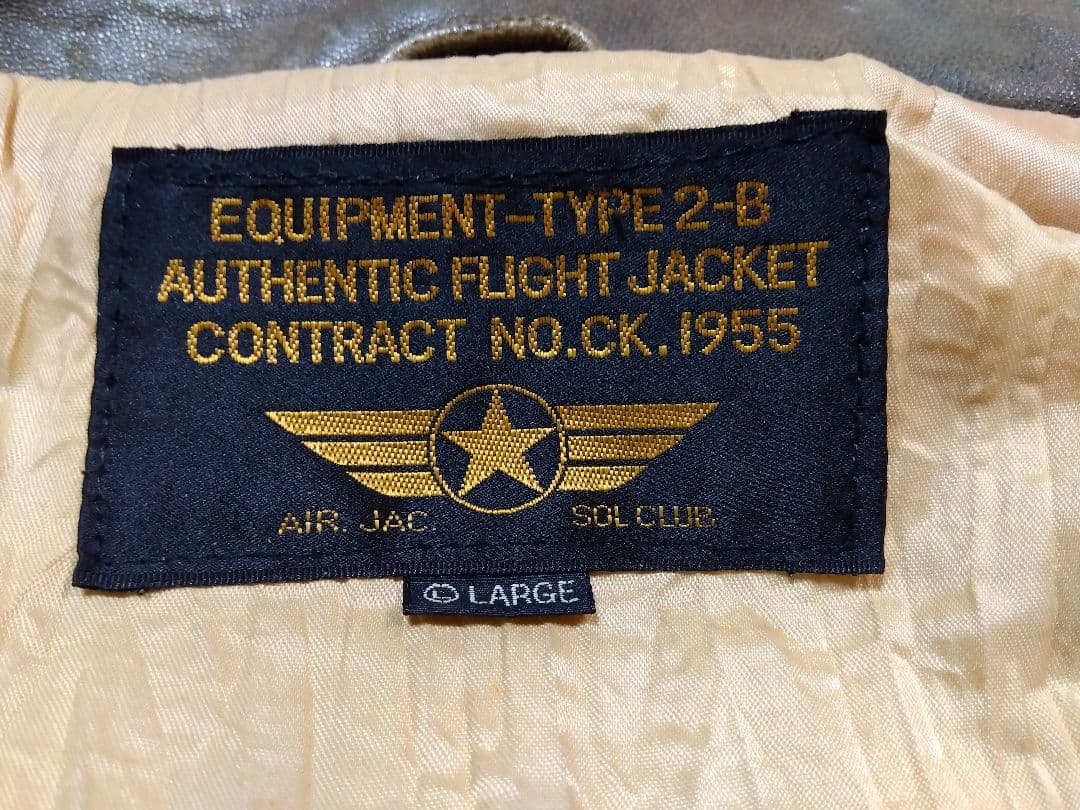 EQUIPMENT-TYPE 2-B
AUTHENTIC FLIGHT JACKET
CONTRACT NO.CK.1955
AIR. JAC. SOL CLUB
Ⓛ LARGE